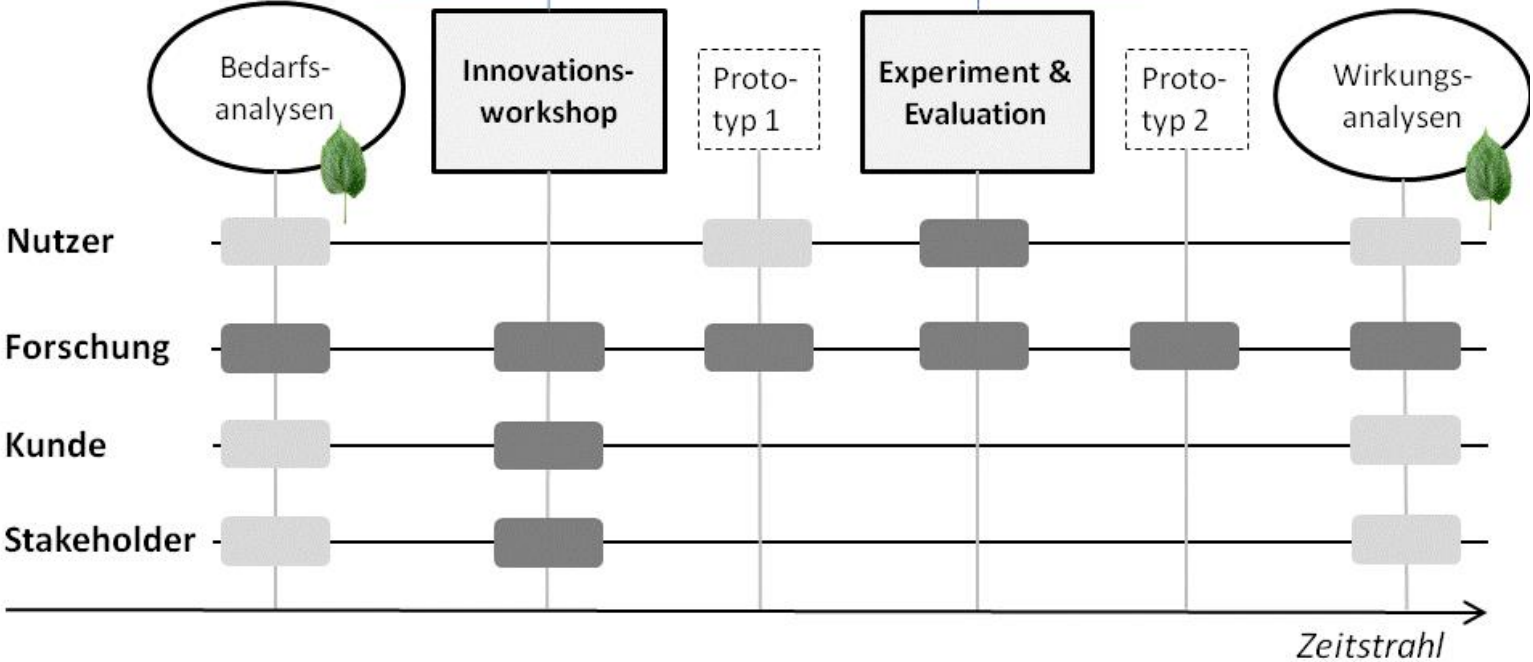 Bedarfs-
analysen
Innovations-
workshop
Proto-
typ 1
Experiment &
Evaluation
Proto-
typ 2
Wirkungs-
analysen
Nutzer
Forschung
Kunde
Stakeholder
Zeitstrahl